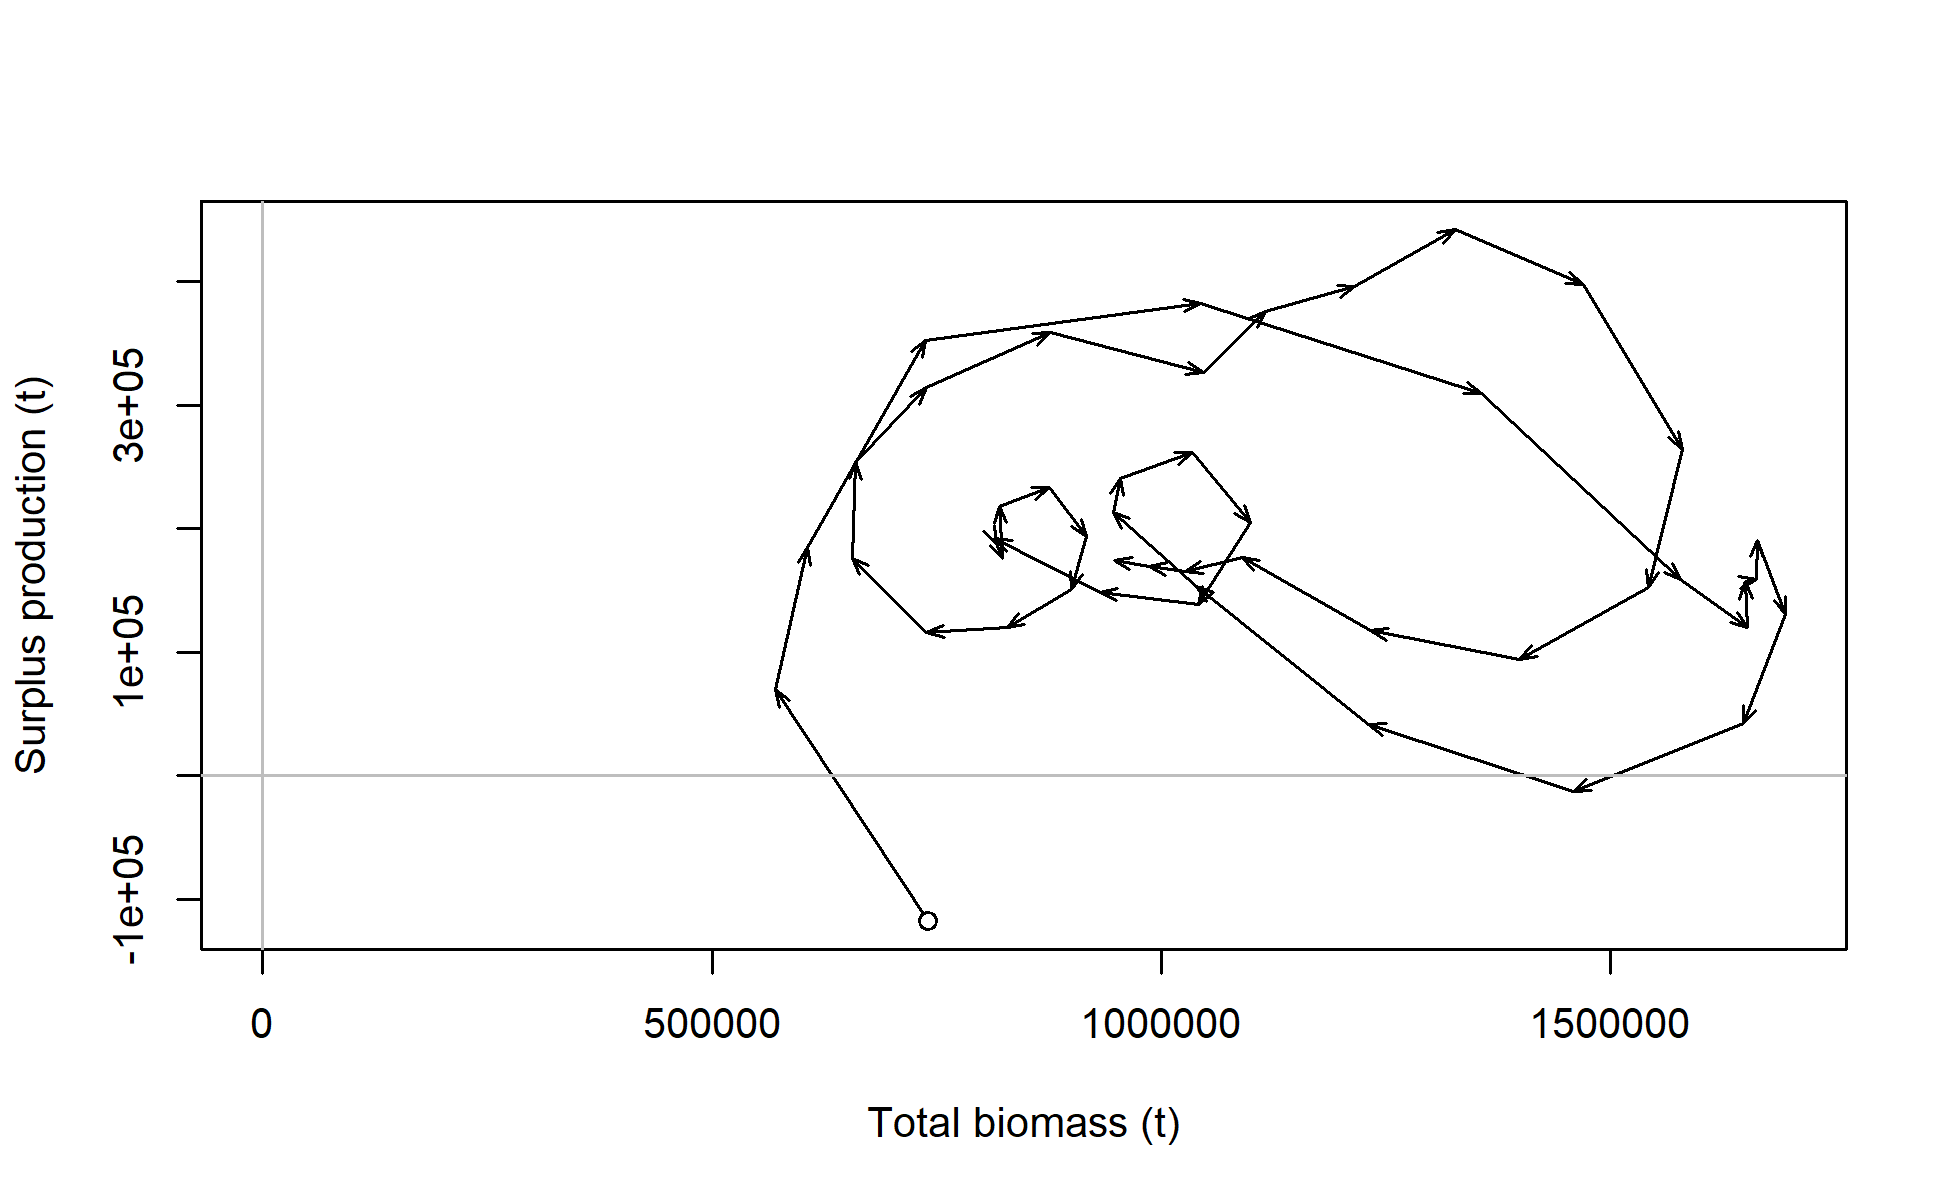 Surplus production (t)
3e+05
1e+05
-1e+05
0
500000
1000000
1500000
Total biomass (t)